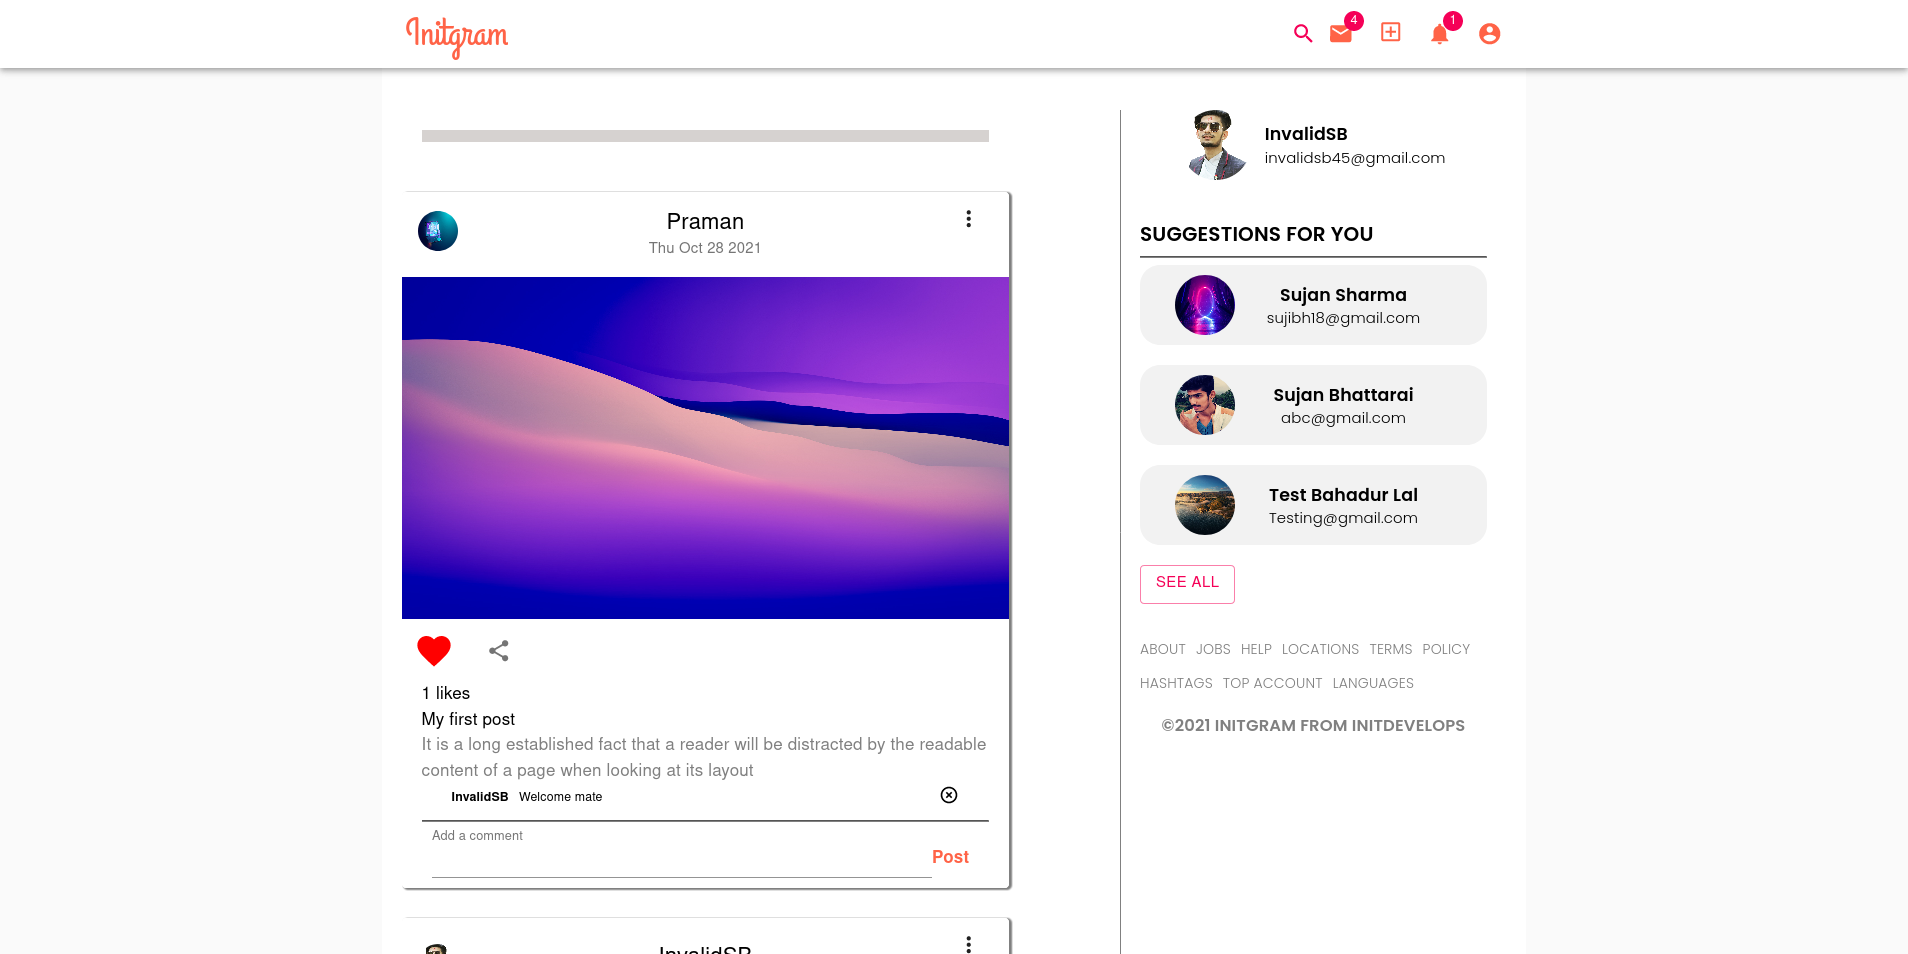 Initgram
4
1
Praman
Thu Oct 28 2021
1 likes
My first post
It is a long established fact that a reader will be distracted by the readable
content of a page when looking at its layout
InvalidSB Welcome mate
Add a comment
Post
InvalidSB
InvalidSB
invalidsb45@gmail.com
SUGGESTIONS FOR YOU
Sujan Sharma
sujibh18@gmail.com
Sujan Bhattarai
abc@gmail.com
Test Bahadur Lal
Testing@gmail.com
SEE ALL
ABOUT JOBS HELP LOCATIONS TERMS POLICY
HASHTAGS TOP ACCOUNT LANGUAGES
©2021 INITGRAM FROM INITDEVELOPS